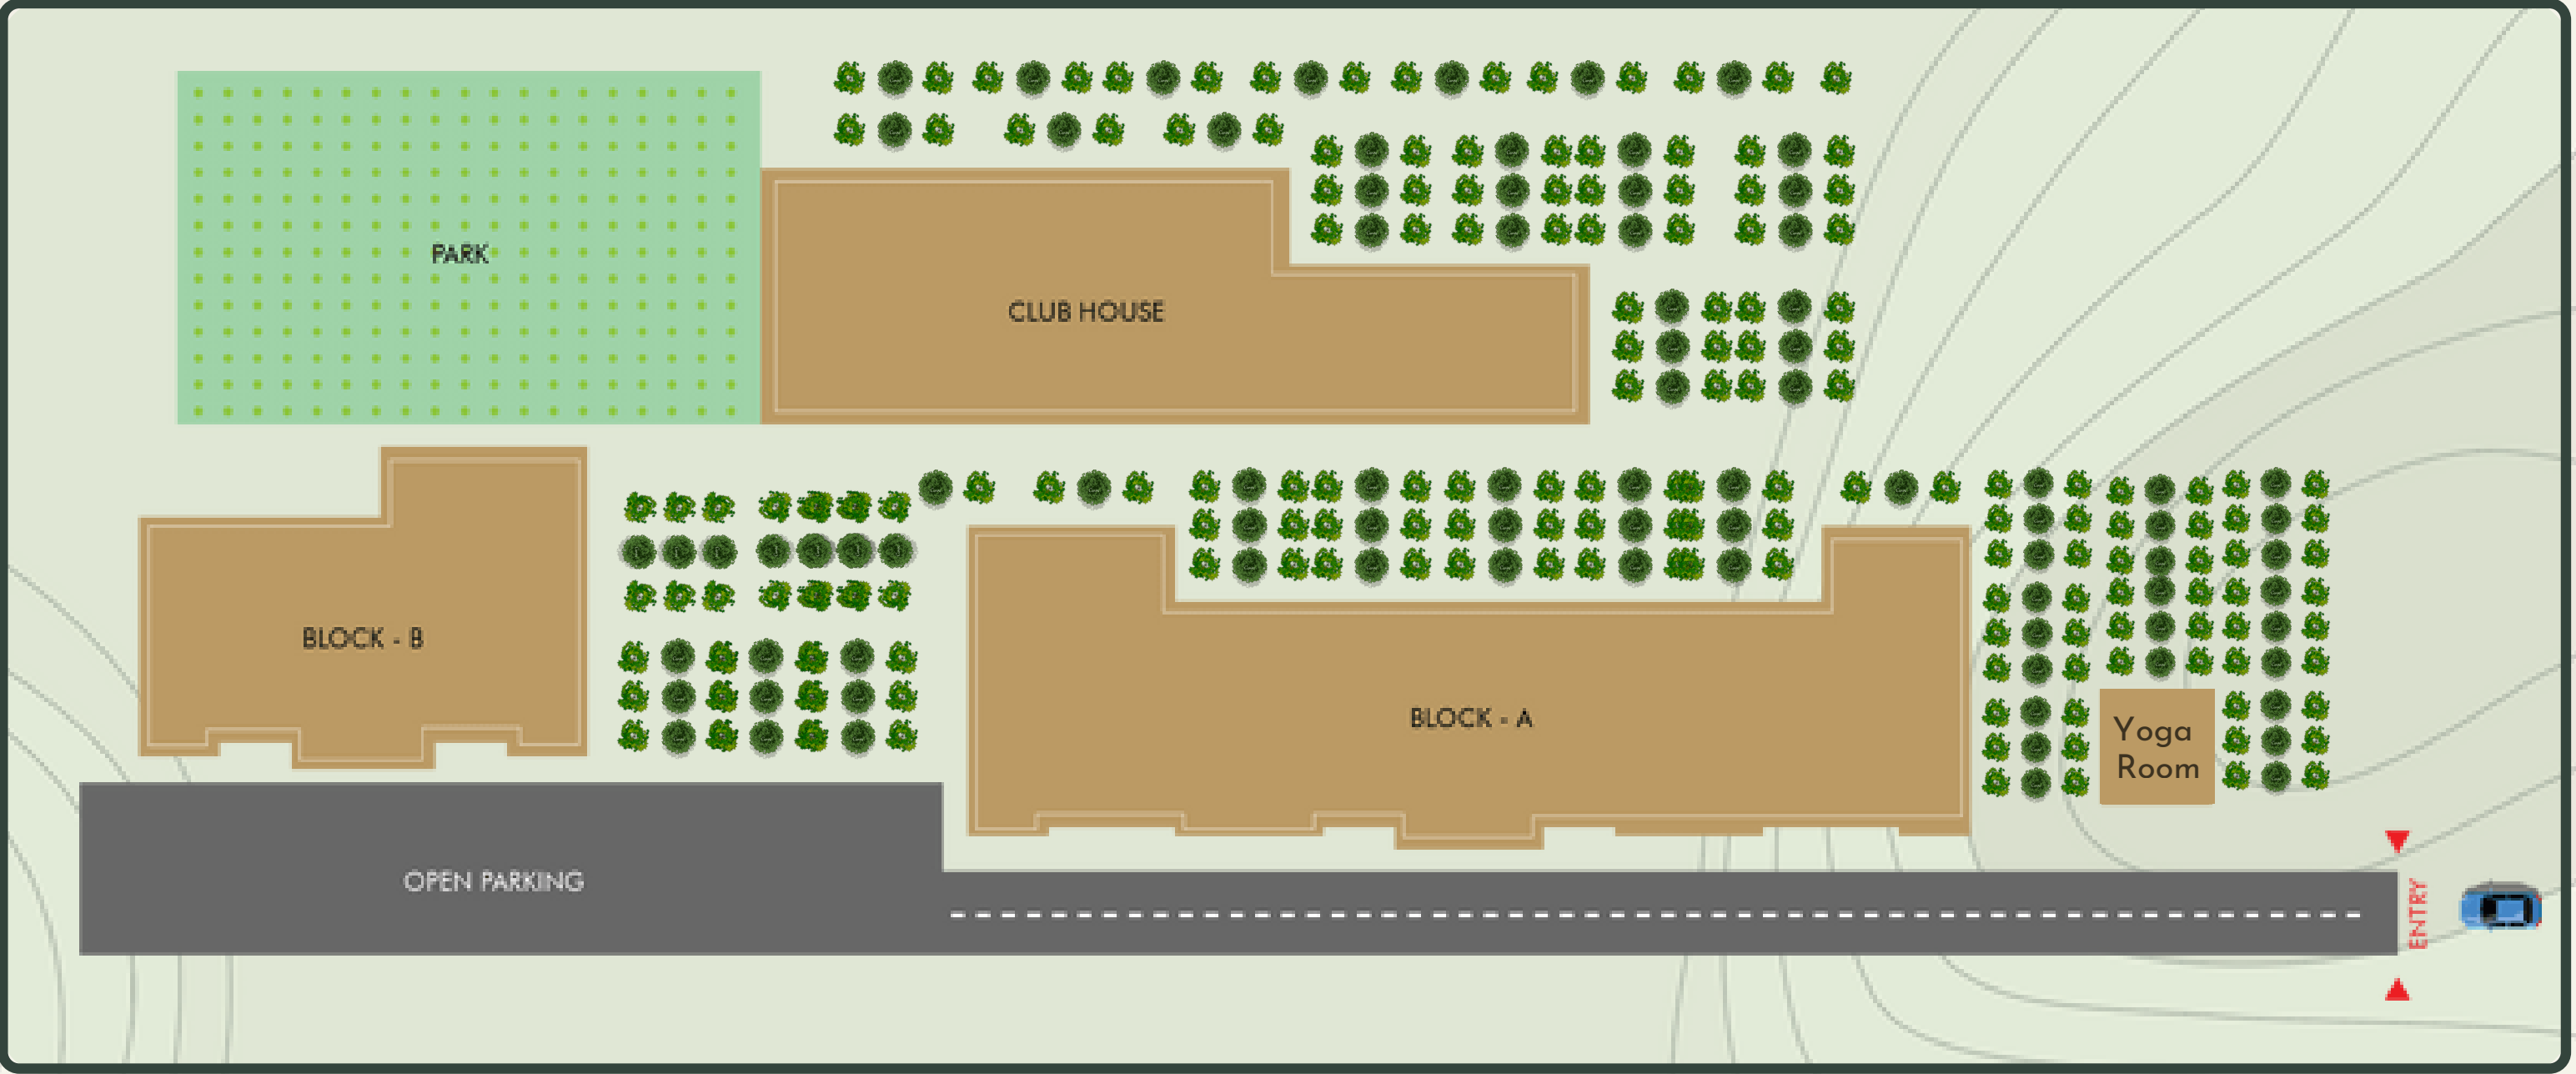 PARK
CLUB HOUSE
BLOCK - B
BLOCK - A
Yoga
Room
OPEN PARKING
ENTRY